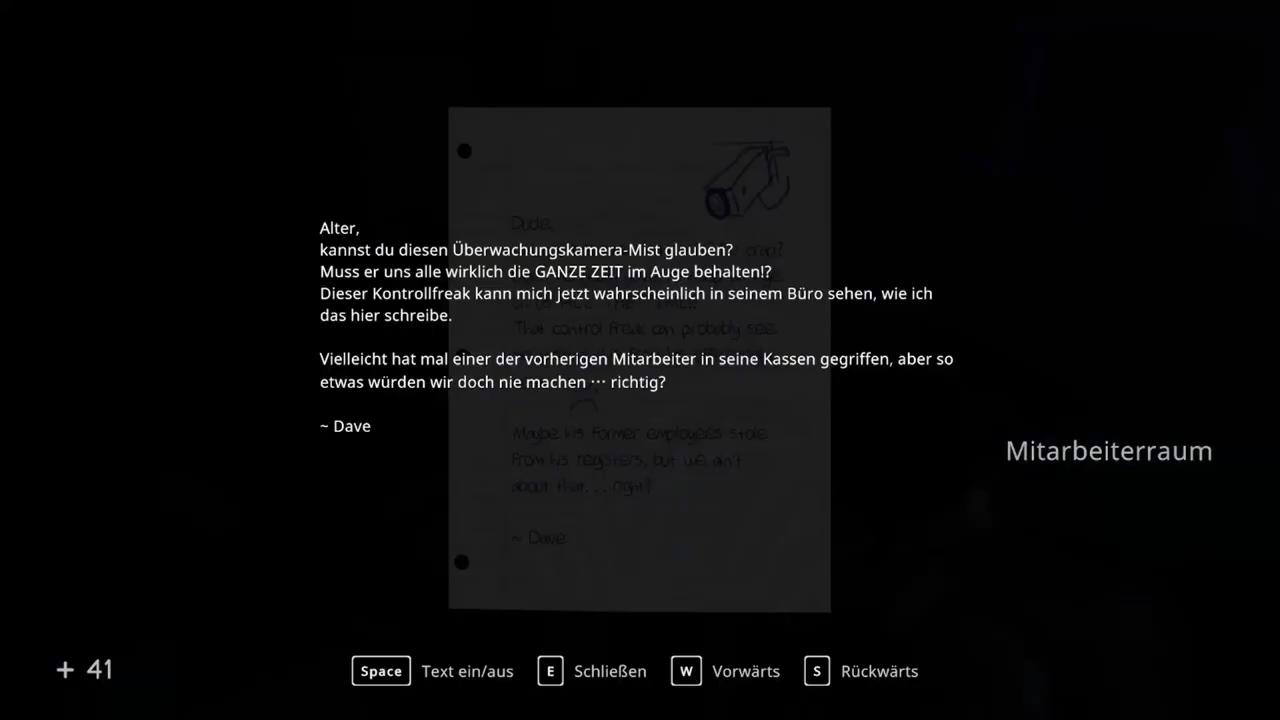 Alter,
kannst du diesen Überwachungskamera-Mist glauben?
Muss er uns alle wirklich die GANZE ZEIT im Auge behalten!?
Dieser Kontrollfreak kann mich jetzt wahrscheinlich in seinem Büro sehen, wie ich
das hier schreibe.
Vielleicht hat mal einer der vorherigen Mitarbeiter in seine Kassen gegriffen, aber so
etwas würden wir doch nie machen ··· richtig?
~ Dave
Dude,
crap?
That control freak can probably see
Maybe his former employees stole
from his registers, but we ain't
about that... right?
~ Dave
Mitarbeiterraum
+ 41
Space Text ein/aus E Schließen W Vorwärts S Rückwärts